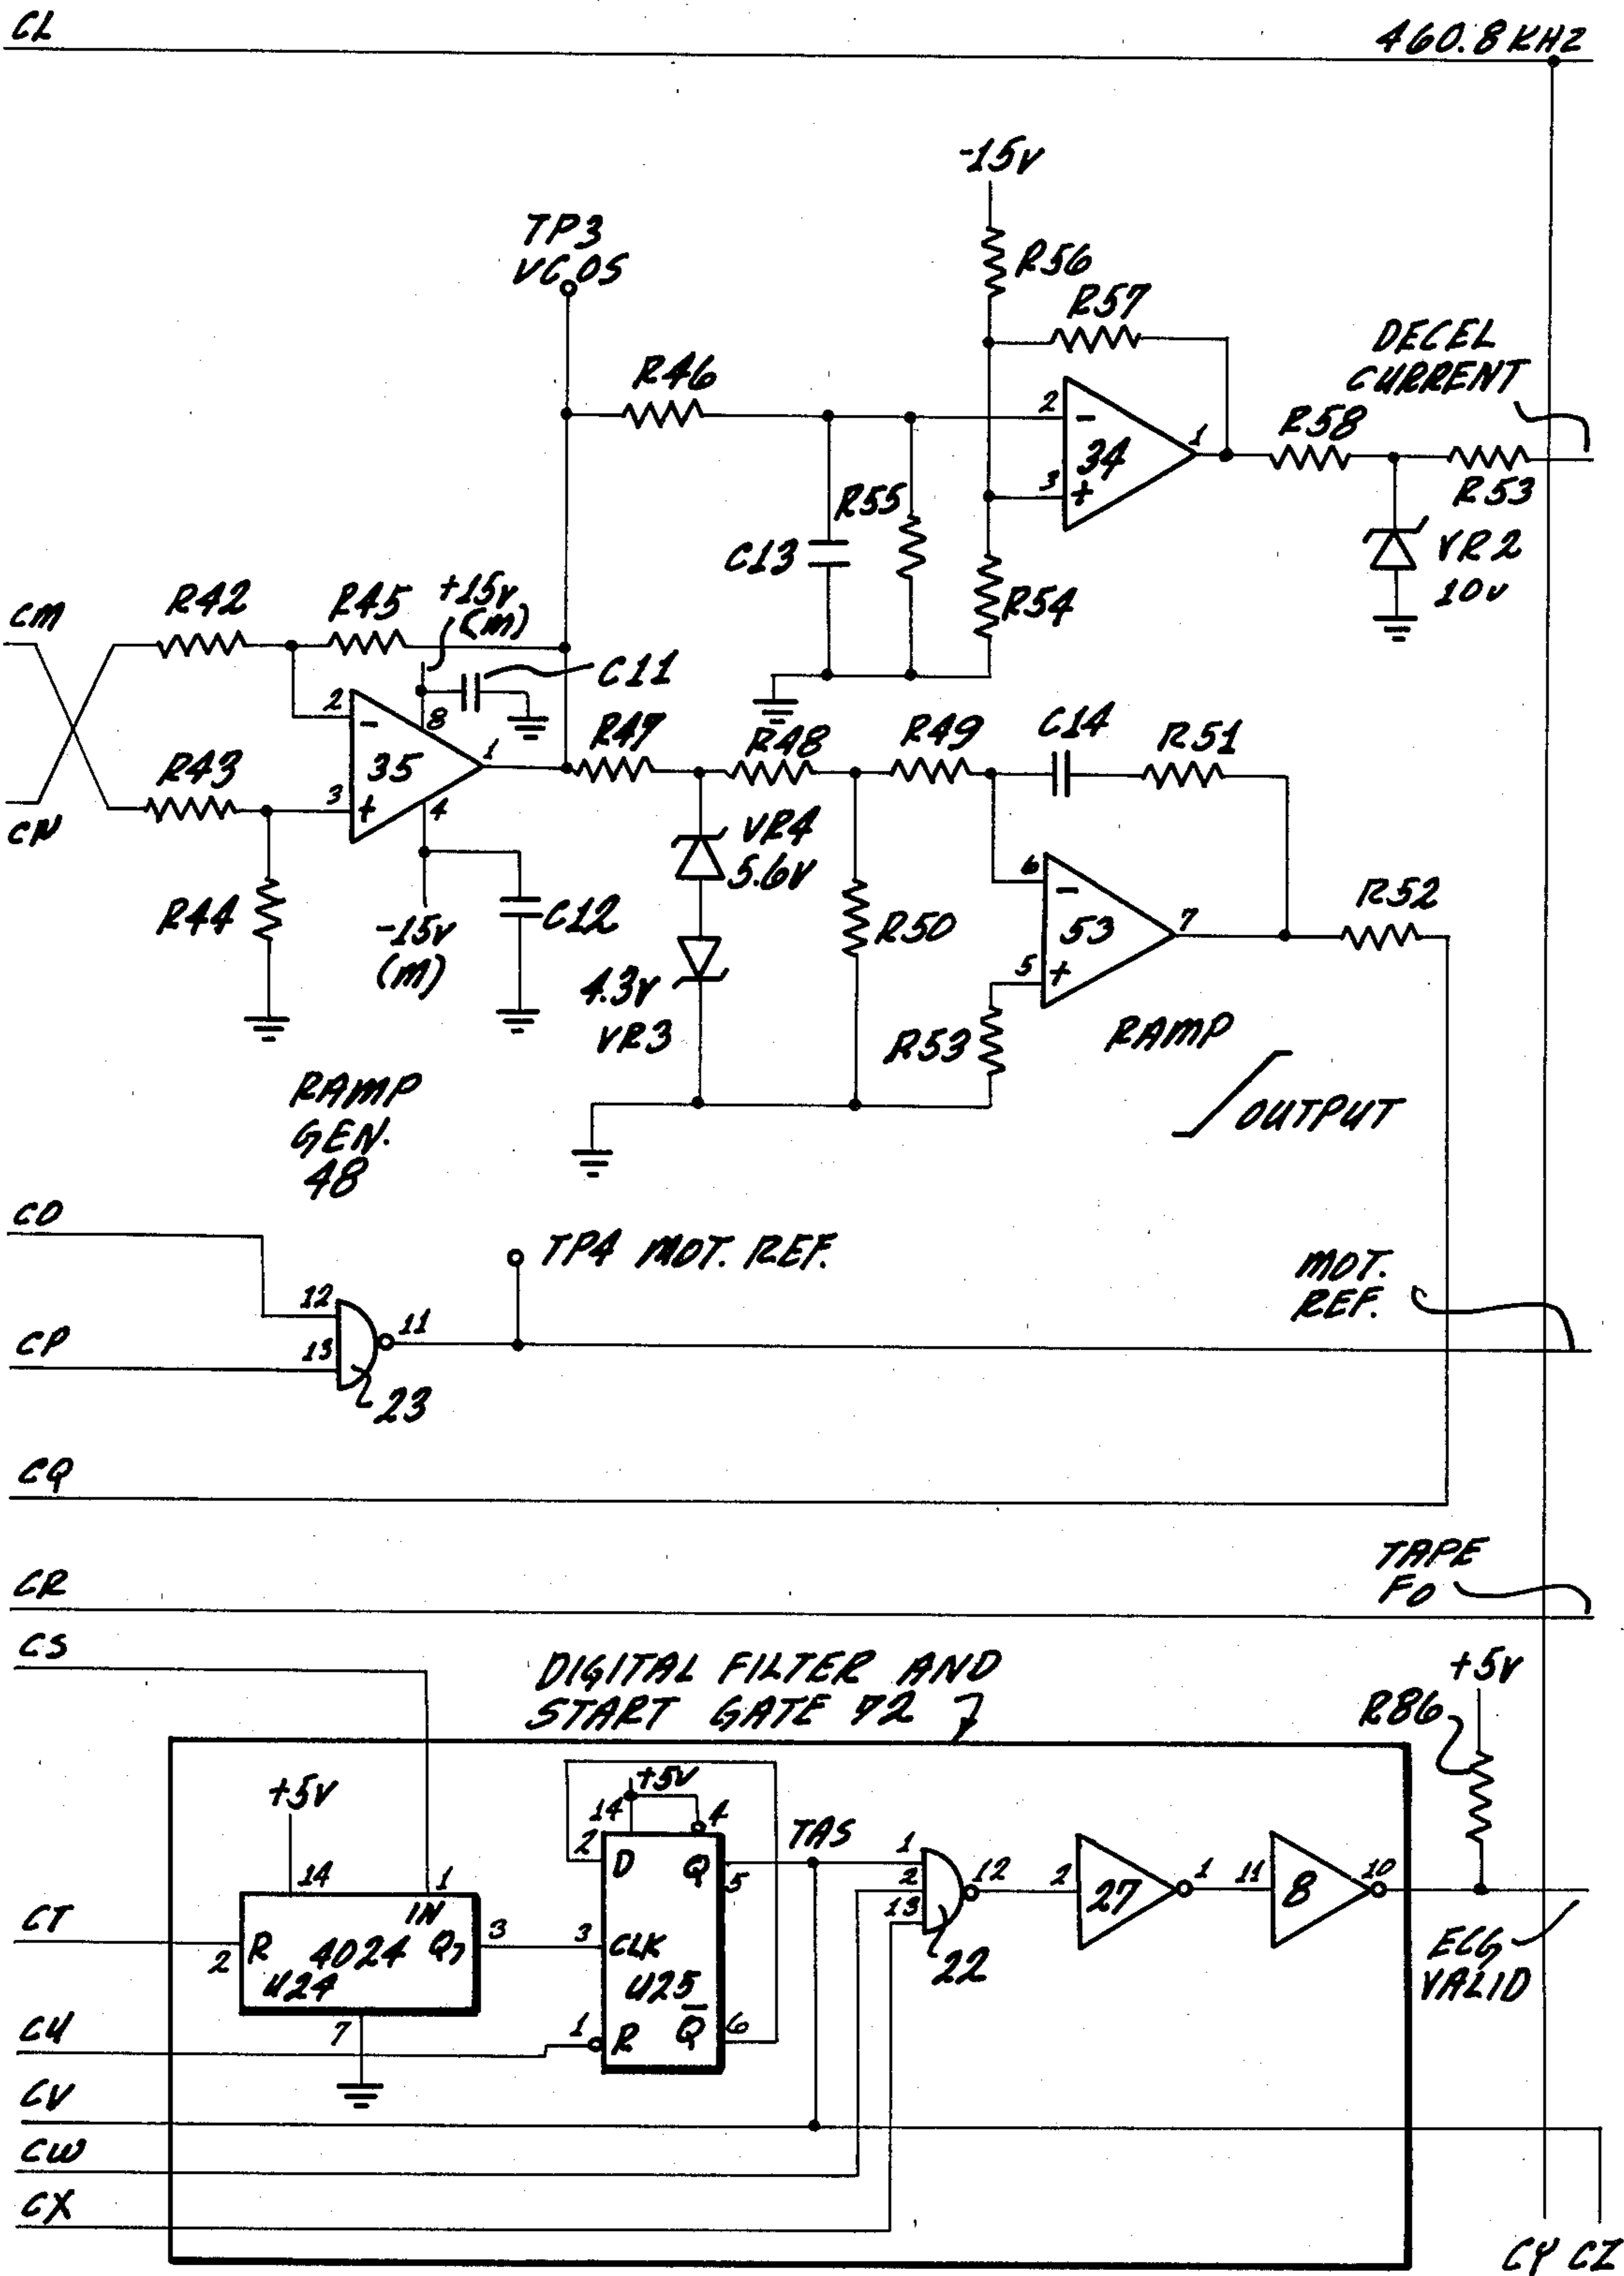 CL
460.8 KHZ
-15V
TP3
VCOS
R56
R57
DECEL
CURRENT
R46
2
-
34
1
R58
3
+
R55
R53
C13
VR2
10V
R54
CM
R42
R45
+15V
(M)
C11
2
-
8
35
1
R47
R48
R49
C14
R51
CN
R43
3
+
4
VR4
5.6V
6
-
53
7
R52
R44
-15V
(M)
C12
R50
5
+
4.3V
VR3
R53
RAMP
OUTPUT
RAMP
GEN.
48
CO
TP4 MOT. REF.
MOT.
REF.
12
11
CP
13
23
CQ
TAPE
FO
CR
CS
DIGITAL FILTER AND
START GATE 72
+5V
R86
+5V
+5V
14
4
2
D
Q
5
TAS
1
2
13
12
22
2
27
1
11
8
10
14
1
IN
CT
2
R
4024
Q7
U24
3
3
CLK
U25
ECG
VALID
7
CU
1
R
Q̅
6
CV
CW
CX
CY CZ